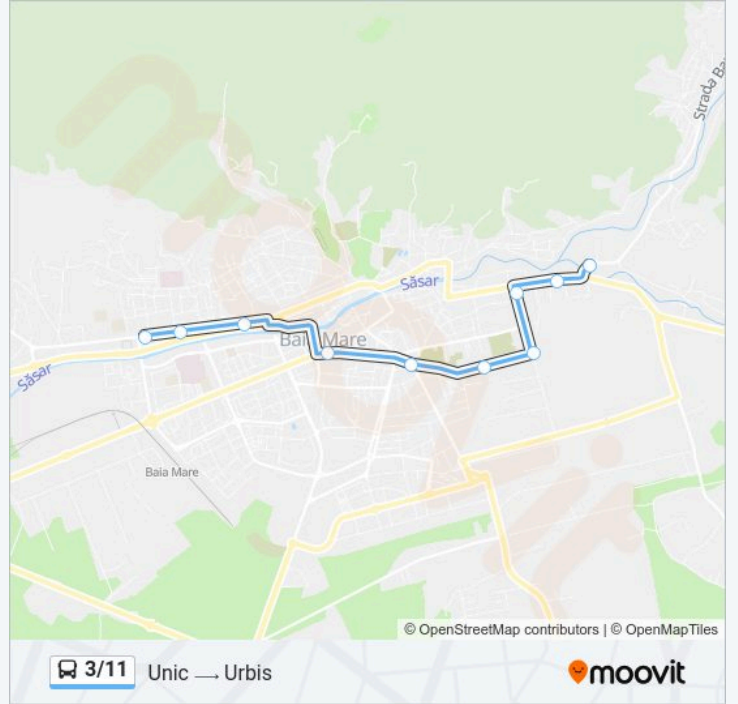 Strada Ba
Săsar
Baia Mare
Săsar
Baia Mare
© OpenStreetMap contributors | © OpenMapTiles
3/11 Unic → Urbis
moovit